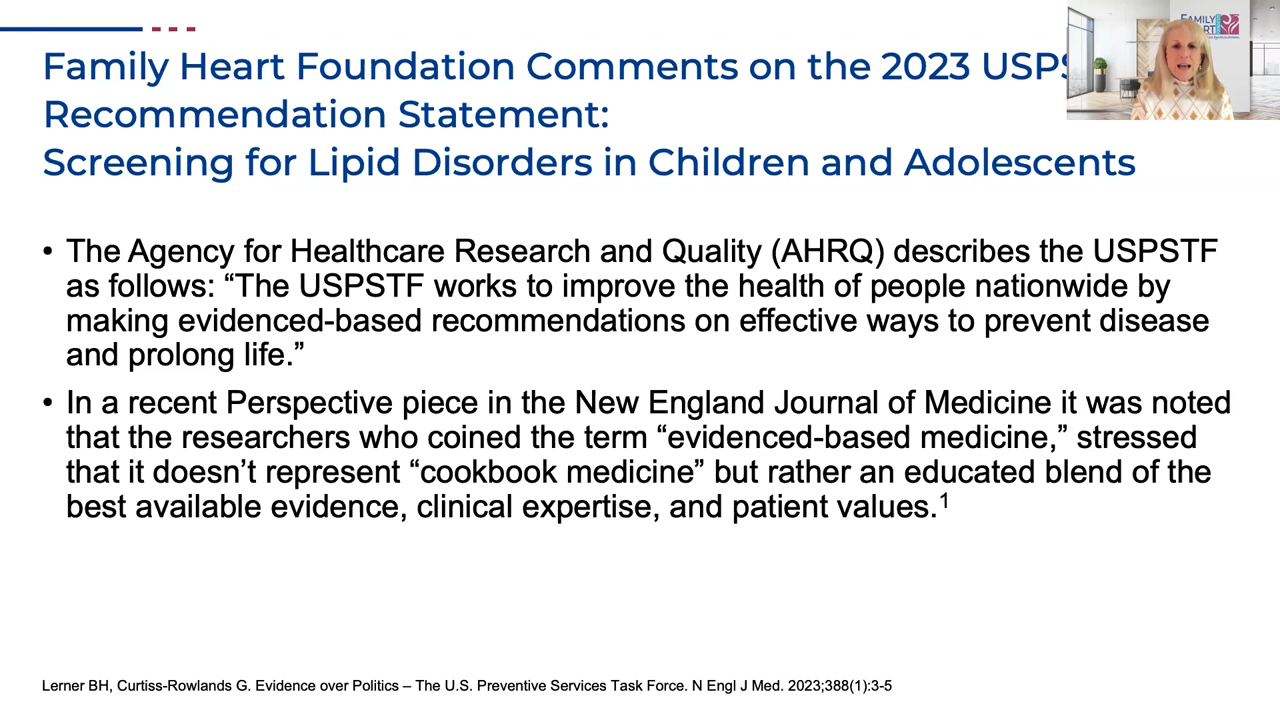 Family Heart Foundation Comments on the 2023
Recommendation Statement:
Screening for Lipid Disorders in Children and Adolescents
FAMILY
• The Agency for Healthcare Research and Quality (AHRQ) describes the USPSTF
as follows: “The USPSTF works to improve the health of people nationwide by
making evidenced-based recommendations on effective ways to prevent disease
and prolong life.”
• In a recent Perspective piece in the New England Journal of Medicine it was noted
that the researchers who coined the term “evidenced-based medicine,” stressed
that it doesn’t represent “cookbook medicine” but rather an educated blend of the
best available evidence, clinical expertise, and patient values.1
Lerner BH, Curtiss-Rowlands G. Evidence over Politics – The U.S. Preventive Services Task Force. N Engl J Med. 2023;388(1):3-5